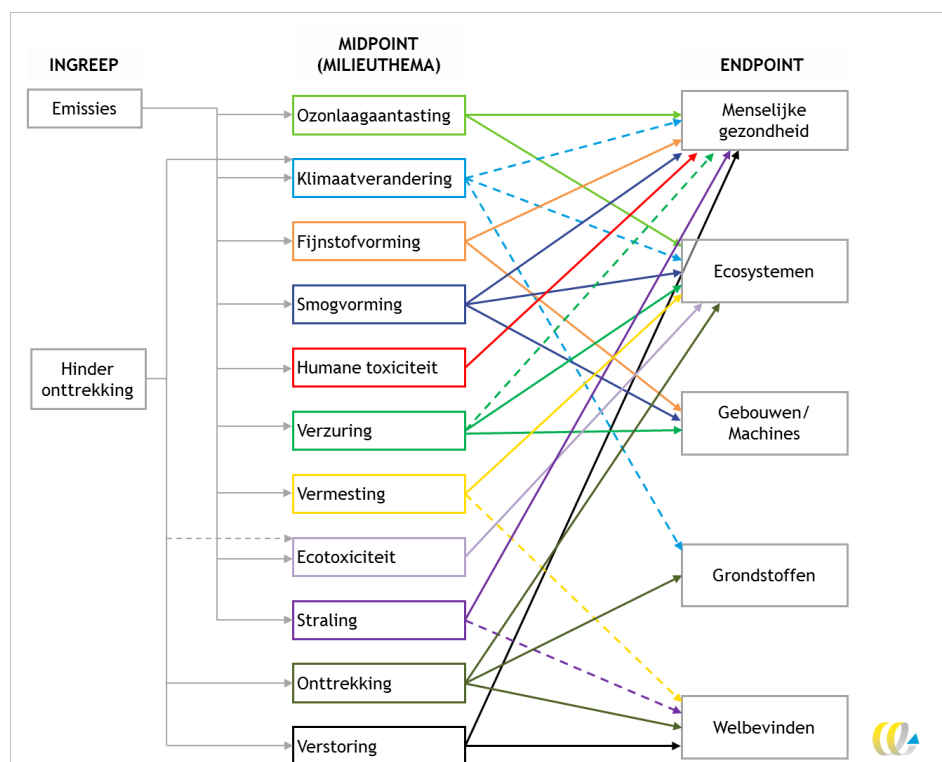 INGREEP
MIDPOINT
(MILIEUTHEMA)
ENDPOINT
Emissies
Hinder
onttrekking
Ozonlaagaantasting
Klimaatverandering
Fijnstofvorming
Smogvorming
Humane toxiciteit
Verzuring
Vermesting
Ecotoxiciteit
Straling
Onttrekking
Verstoring
Menselijke
gezondheid
Ecosystemen
Gebouwen/
Machines
Grondstoffen
Welbevinden